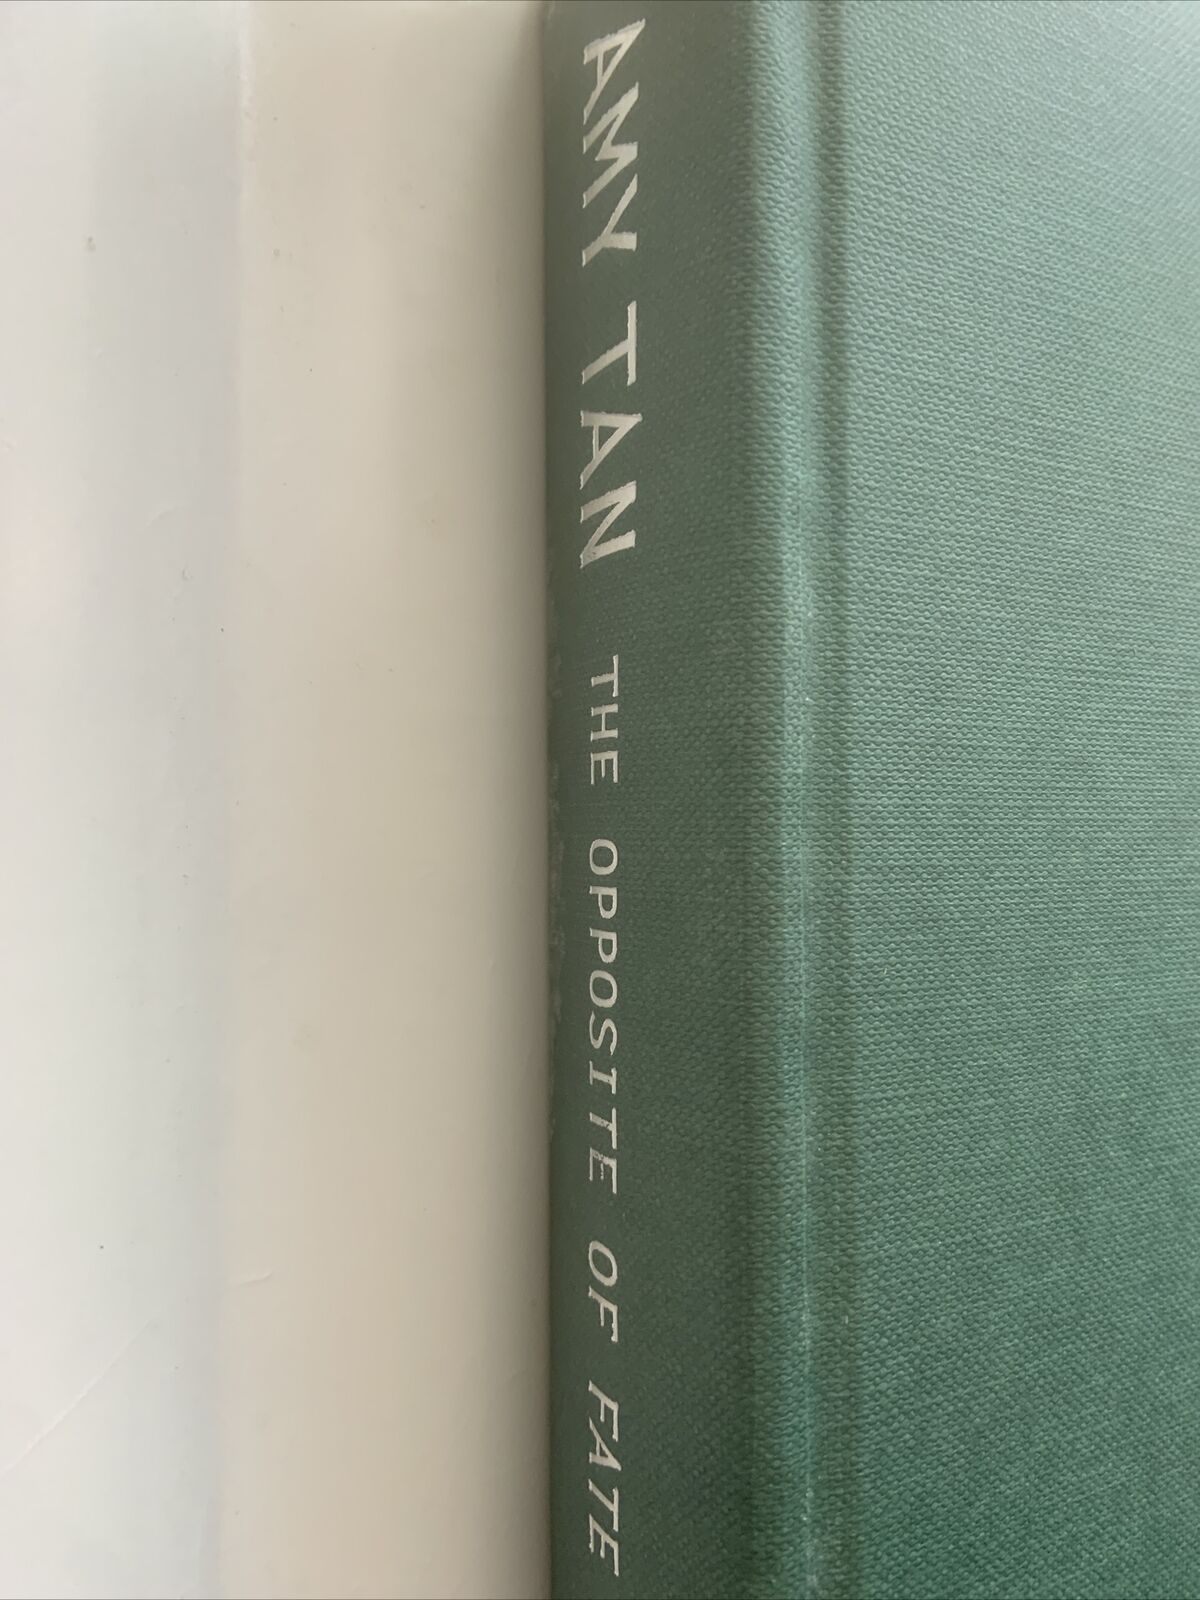 AMY TAN THE OPPOSITE OF FATE